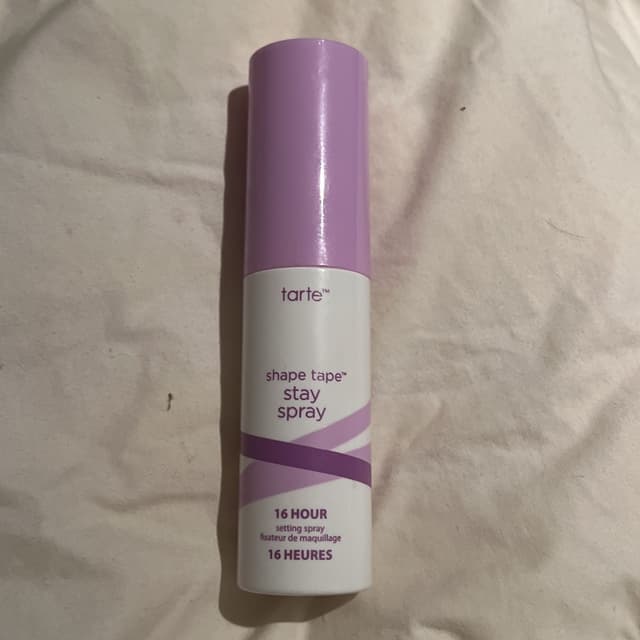 tarte™
shape tape™
stay
spray
16 HOUR
setting spray
fixateur de maquillage
16 HEURES